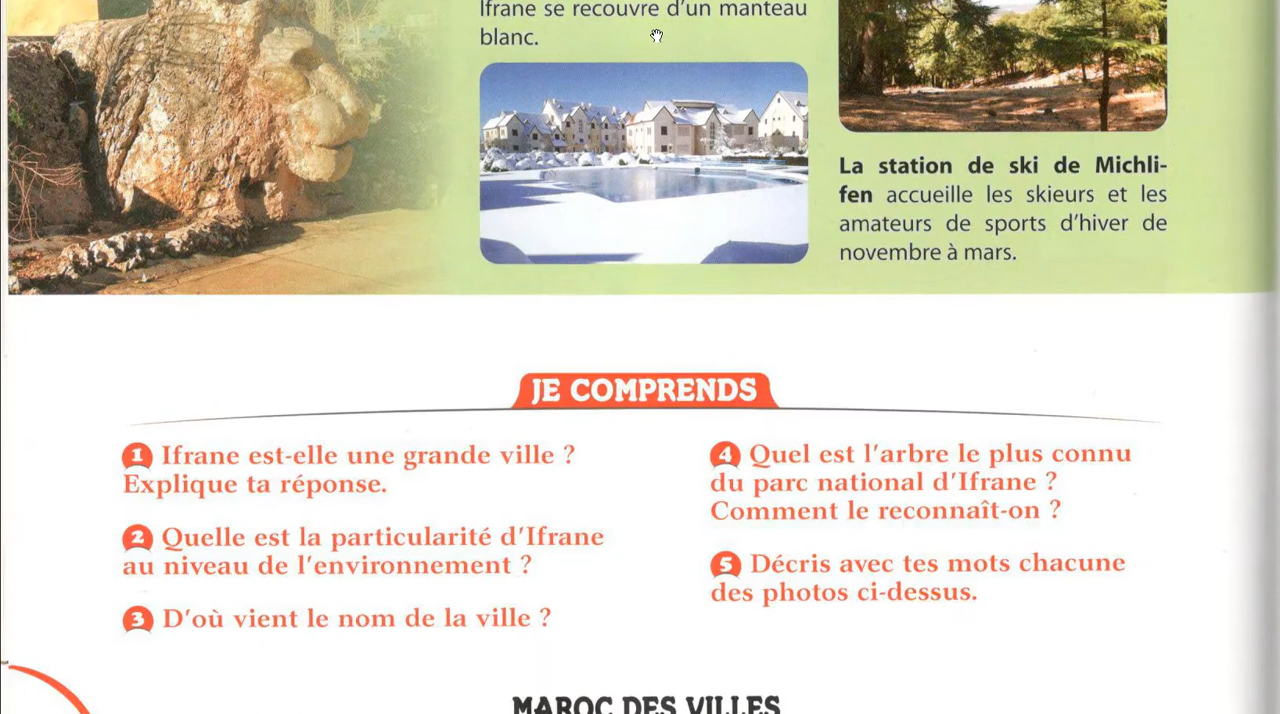 Ifrane se recouvre d'un manteau
blanc.
La station de ski de Michli-
fen accueille les skieurs et les
amateurs de sports d'hiver de
novembre à mars.
JE COMPRENDS
1 Ifrane est-elle une grande ville ?
Explique ta réponse.
2 Quelle est la particularité d'Ifrane
au niveau de l'environnement ?
3 D'où vient le nom de la ville ?
4 Quel est l'arbre le plus connu
du parc national d'Ifrane ?
Comment le reconnaît-on ?
5 Décris avec tes mots chacune
des photos ci-dessus.
MAROC DES VILLES